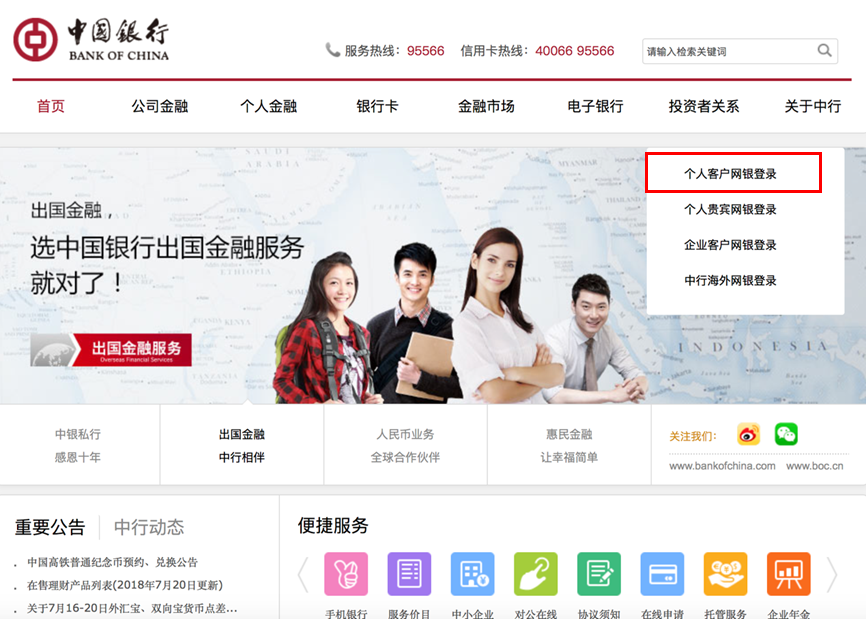 中国银行
BANK OF CHINA
服务热线：95566 信用卡热线：40066 95566
请输入检索关键词
首页 公司金融 个人金融 银行卡 金融市场 电子银行 投资者关系 关于中行
个人客户网银登录
个人贵宾网银登录
企业客户网银登录
中行海外网银登录
出国金融，
选中国银行出国金融服务
就对了！
出国金融服务
Overseas Financial Services
SAUDI
ARABIA
MYANMAR
ETHIOPIA
KENYA
TANZANIA
INDONESIA
中银私行
感恩十年
出国金融
中行相伴
人民币业务
全球合作伙伴
惠民金融
让幸福简单
关注我们：
www.bankofchina.com www.boc.cn
重要公告 中行动态
. 中国高铁普通纪念币预约、兑换公告
. 在售理财产品列表(2018年7月20日更新)
. 关于7月16-20日外汇宝、双向宝货币点差...
便捷服务
手机银行 服务价目 中小企业 对公在线 协议须知 在线申请 托管服务 企业年金